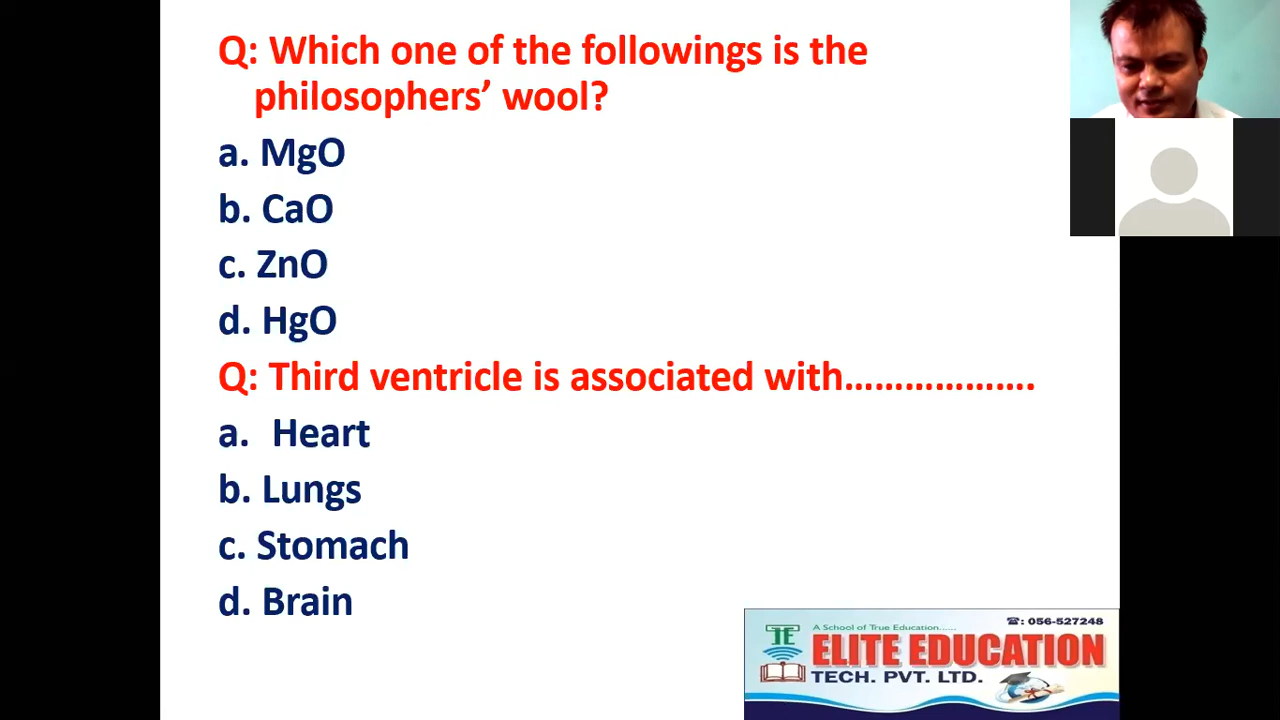 Q: Which one of the followings is the
philosophers’ wool?
a. MgO
b. CaO
c. ZnO
d. HgO
Q: Third ventricle is associated with………………….
a. Heart
b. Lungs
c. Stomach
d. Brain
A School of True Education......
☎: 056-527248
TE
ELITE EDUCATION
TECH. PVT. LTD.